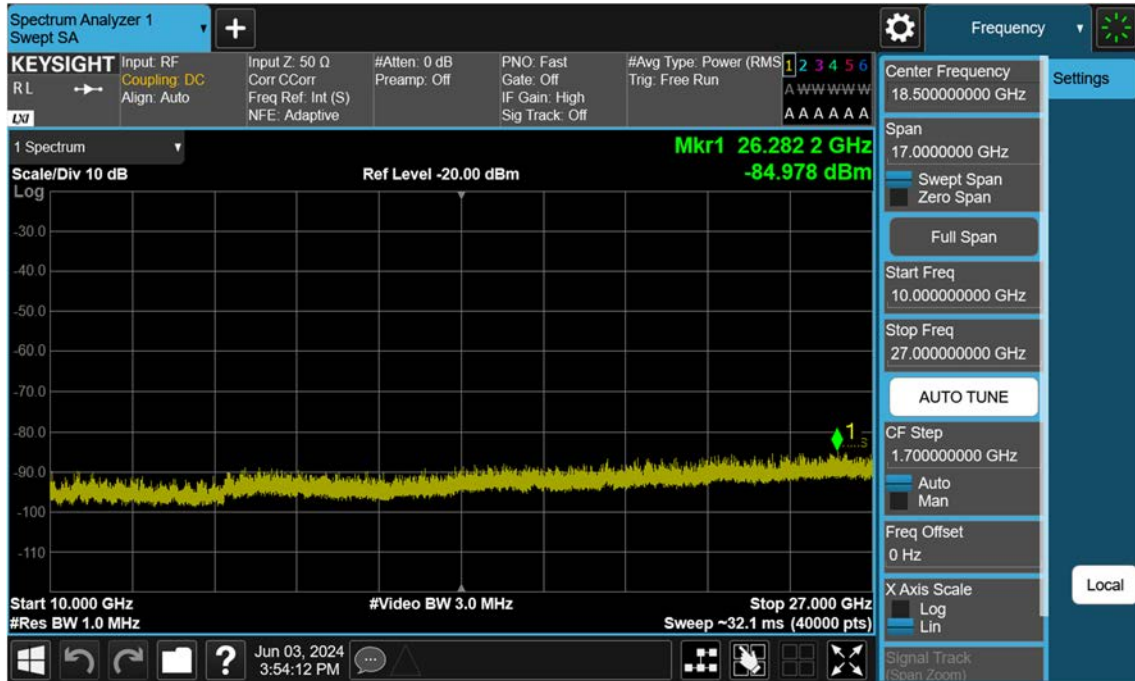 Spectrum Analyzer 1
Swept SA
Frequency
KEYSIGHT
R L
LXI
Input: RF
Coupling: DC
Align: Auto
Input Z: 50 Ω
Corr CCorr
Freq Ref: Int (S)
NFE: Adaptive
#Atten: 0 dB
Preamp: Off
PNO: Fast
Gate: Off
IF Gain: High
Sig Track: Off
#Avg Type: Power (RMS
Trig: Free Run
1 2 3 4 5 6
A W W W W W
A A A A A A
1 Spectrum
Mkr1 26.282 2 GHz
Scale/Div 10 dB
Ref Level -20.00 dBm
-84.978 dBm
Log
-30.0
-40.0
-50.0
-60.0
-70.0
-80.0
-90.0
-100
-110
1
S
Start 10.000 GHz
#Video BW 3.0 MHz
Stop 27.000 GHz
#Res BW 1.0 MHz
Sweep ~32.1 ms (40000 pts)
Jun 03, 2024
3:54:12 PM
Center Frequency
18.500000000 GHz
Span
17.0000000 GHz
Swept Span
Zero Span
Full Span
Start Freq
10.000000000 GHz
Stop Freq
27.000000000 GHz
AUTO TUNE
CF Step
1.700000000 GHz
Auto
Man
Freq Offset
0 Hz
X Axis Scale
Log
Lin
Signal Track
(Span Zoom)
Settings
Local